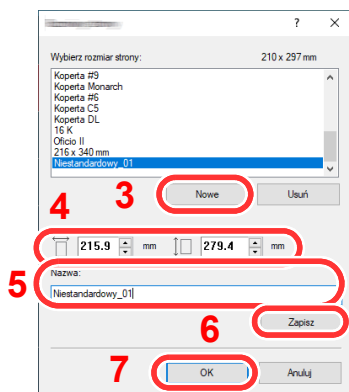 ? ×
Wybierz rozmiar strony: 210 x 297 mm
Koperta #9
Koperta Monarch
Koperta #6
Koperta C5
Koperta DL
16 K
Oficio II
216 x 340 mm
Niestandardowy_01
3 Nowe Usuń
4
215.9 mm 279.4 mm
5 Nazwa:
Niestandardowy_01
6 Zapisz
7 OK Anuluj